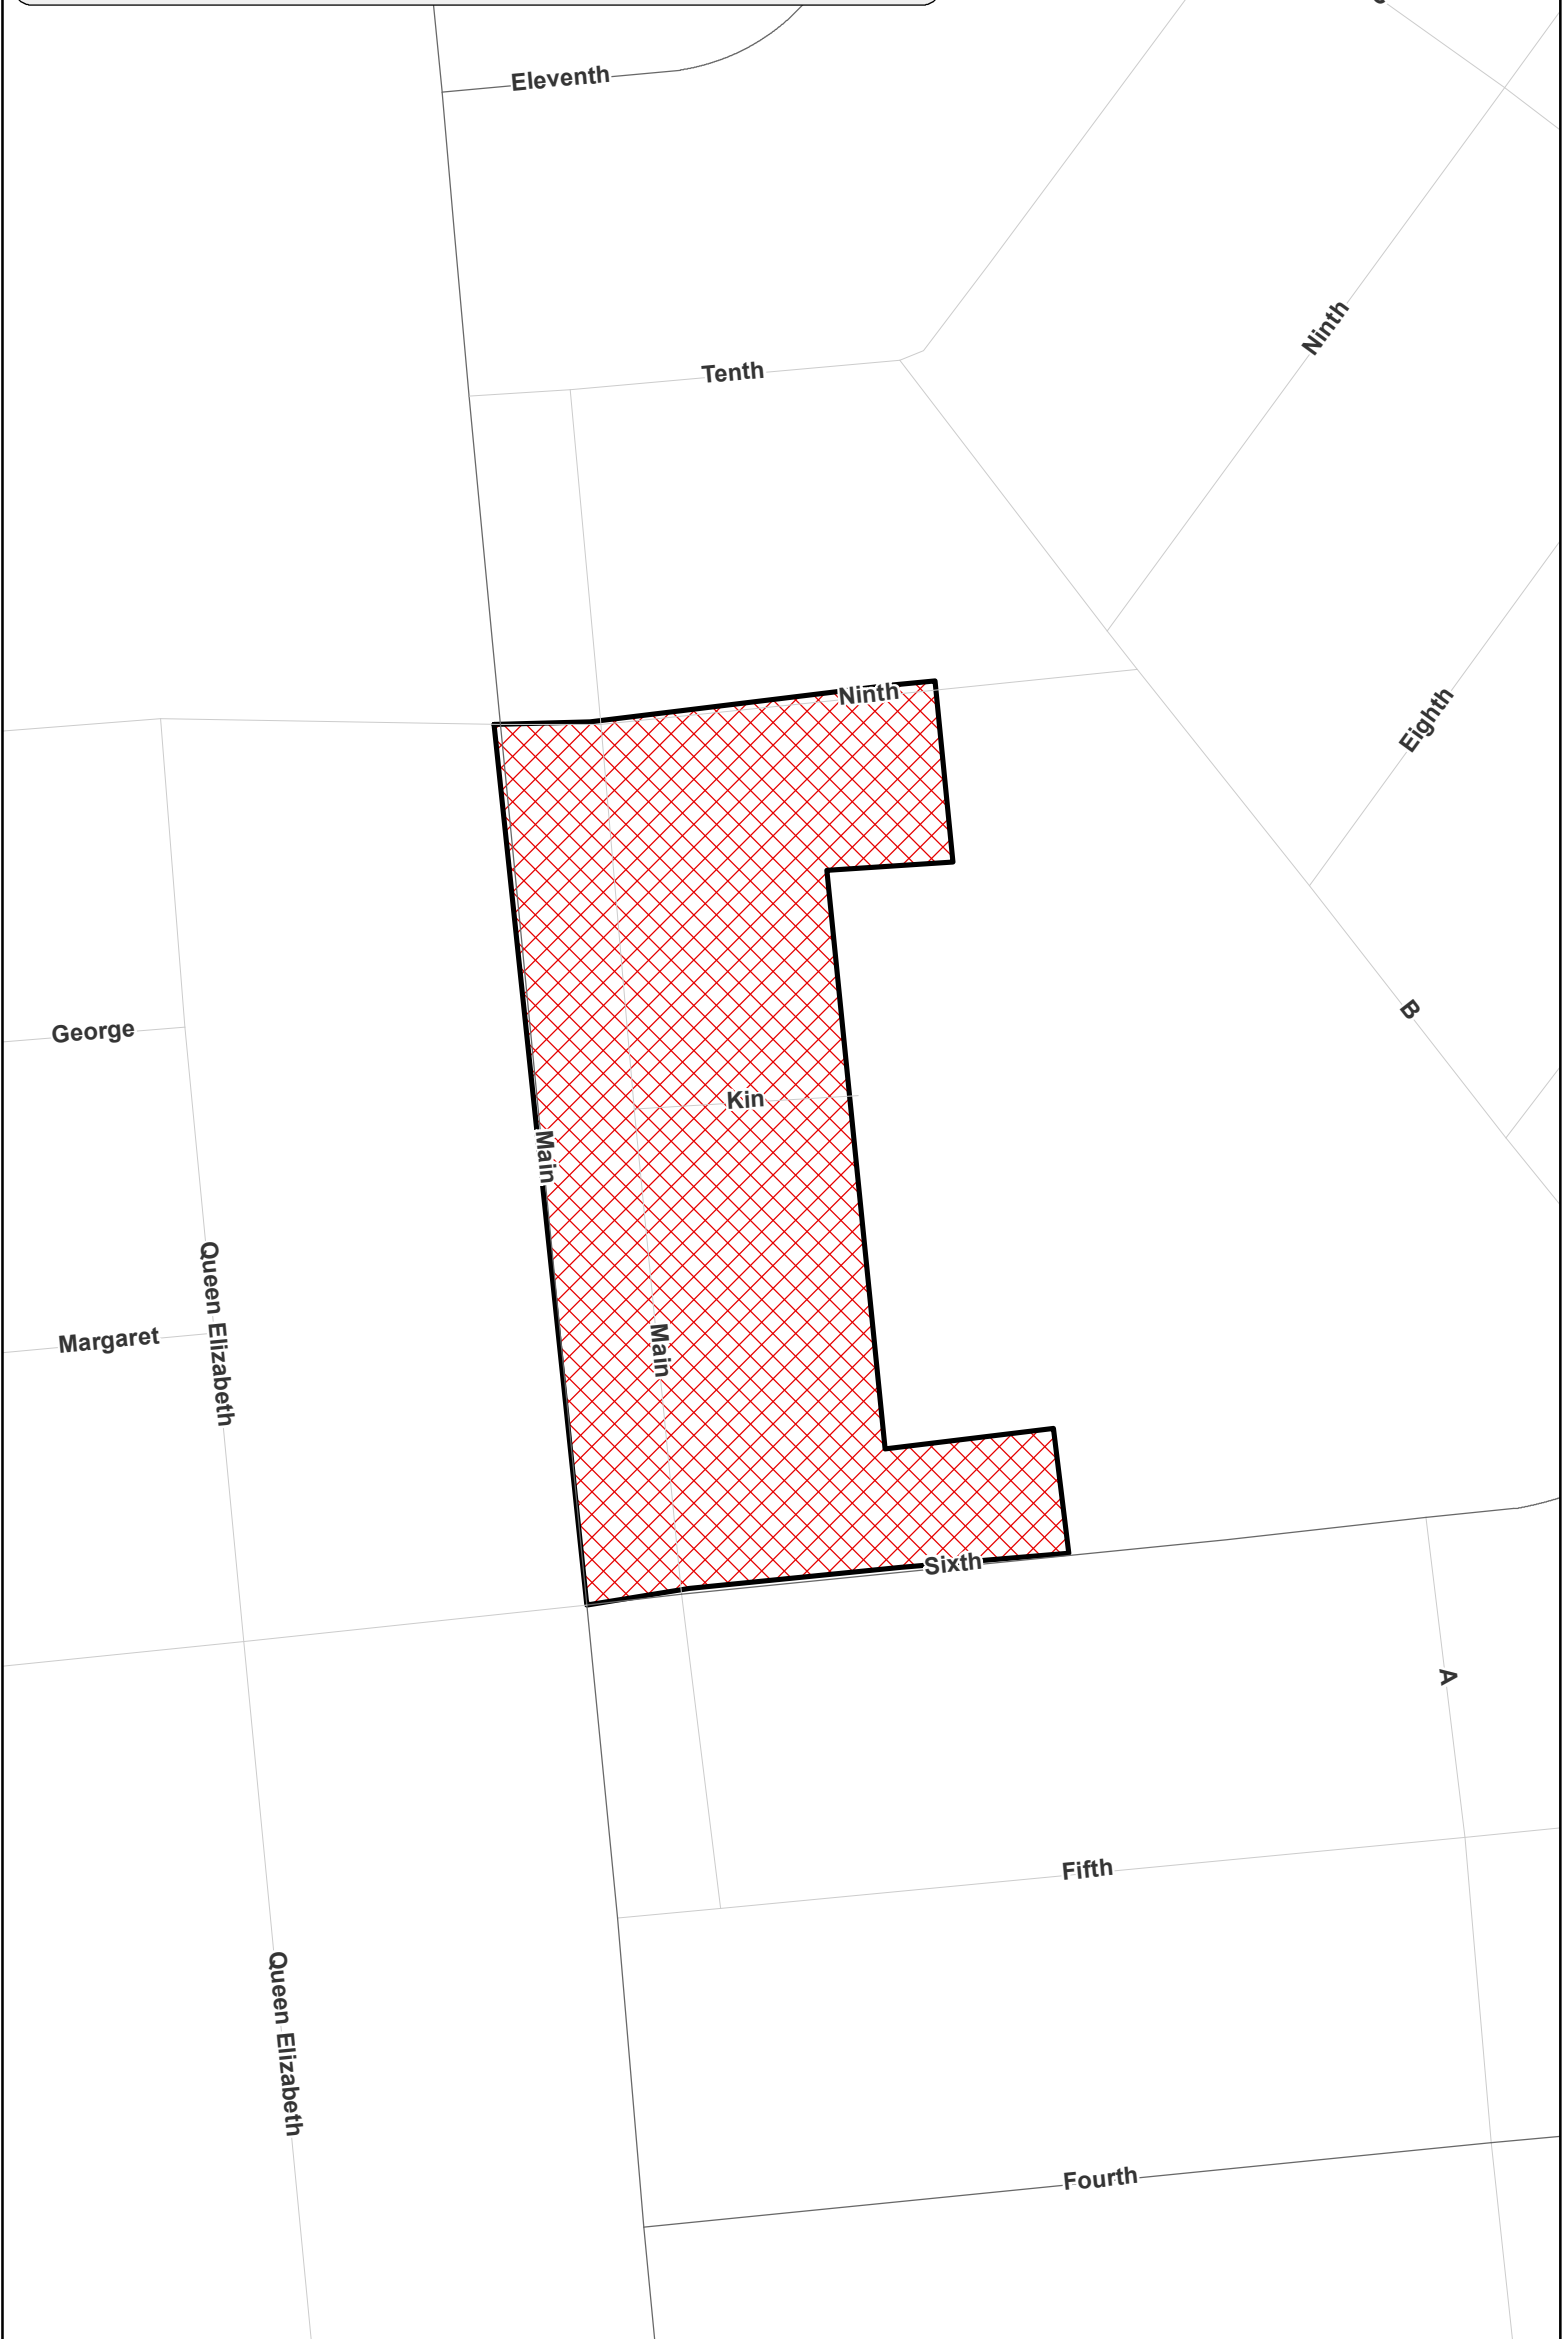 Eleventh
Ninth
Tenth
Ninth
Eighth
B
George
Kin
Main
Queen Elizabeth
Margaret
Main
Sixth
A
Fifth
Queen Elizabeth
Fourth